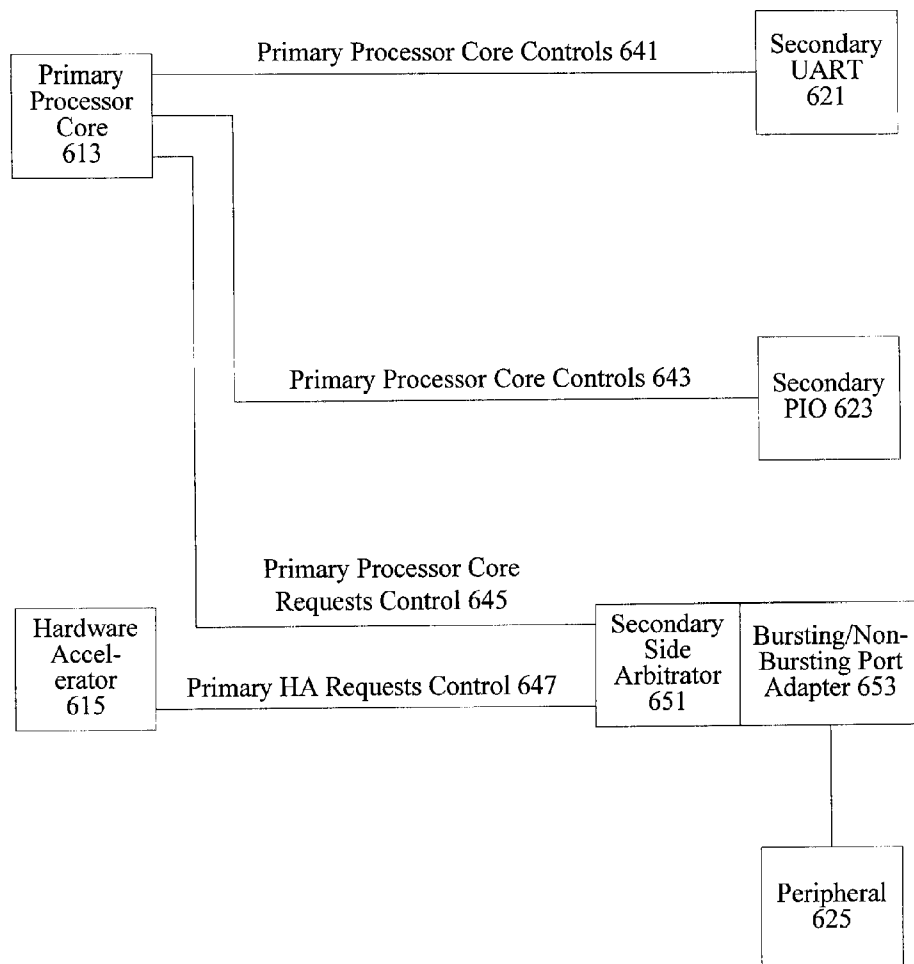 Primary
Processor
Core
613
Primary Processor Core Controls 641
Secondary
UART
621
Primary Processor Core Controls 643
Secondary
PIO 623
Primary Processor Core
Requests Control 645
Hardware
Accel-
erator
615
Primary HA Requests Control 647
Secondary
Side
Arbitrator
651
Bursting/Non-
Bursting Port
Adapter 653
Peripheral
625